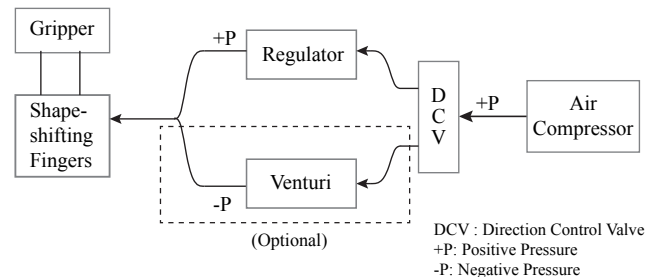 Gripper
Shape-
shifting
Fingers
+P
Regulator
D
C
V
+P
Air
Compressor
-P
Venturi
(Optional)
DCV : Direction Control Valve
+P: Positive Pressure
-P: Negative Pressure